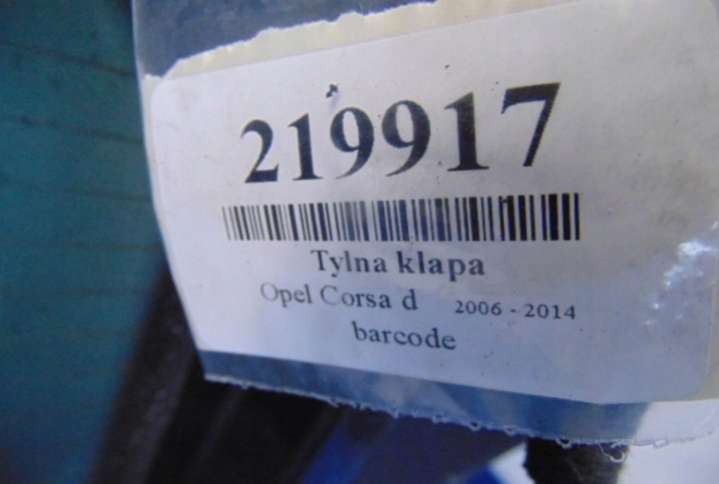 219917
Tylna klapa
Opel Corsa d 2006 - 2014
barcode